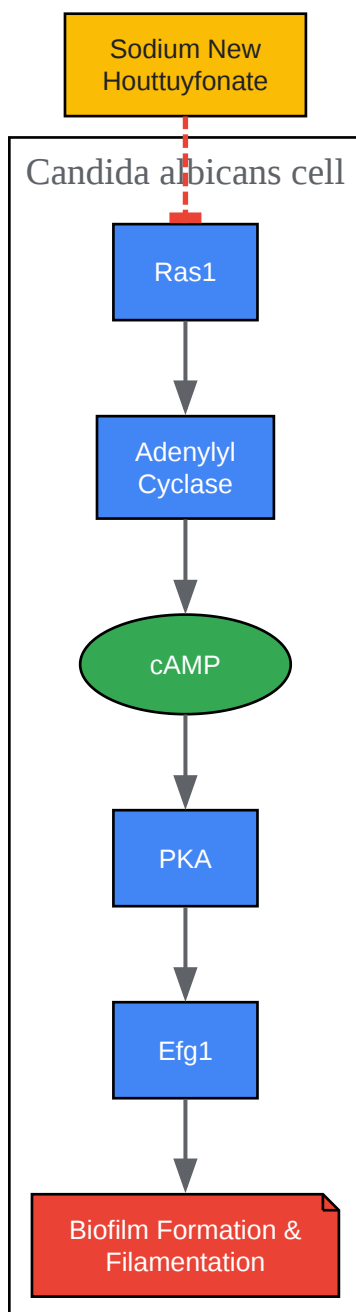 Sodium New
Houttuyfonate
Candida albicans cell
Ras1
Adenylyl
Cyclase
cAMP
PKA
Efg1
Biofilm Formation &
Filamentation